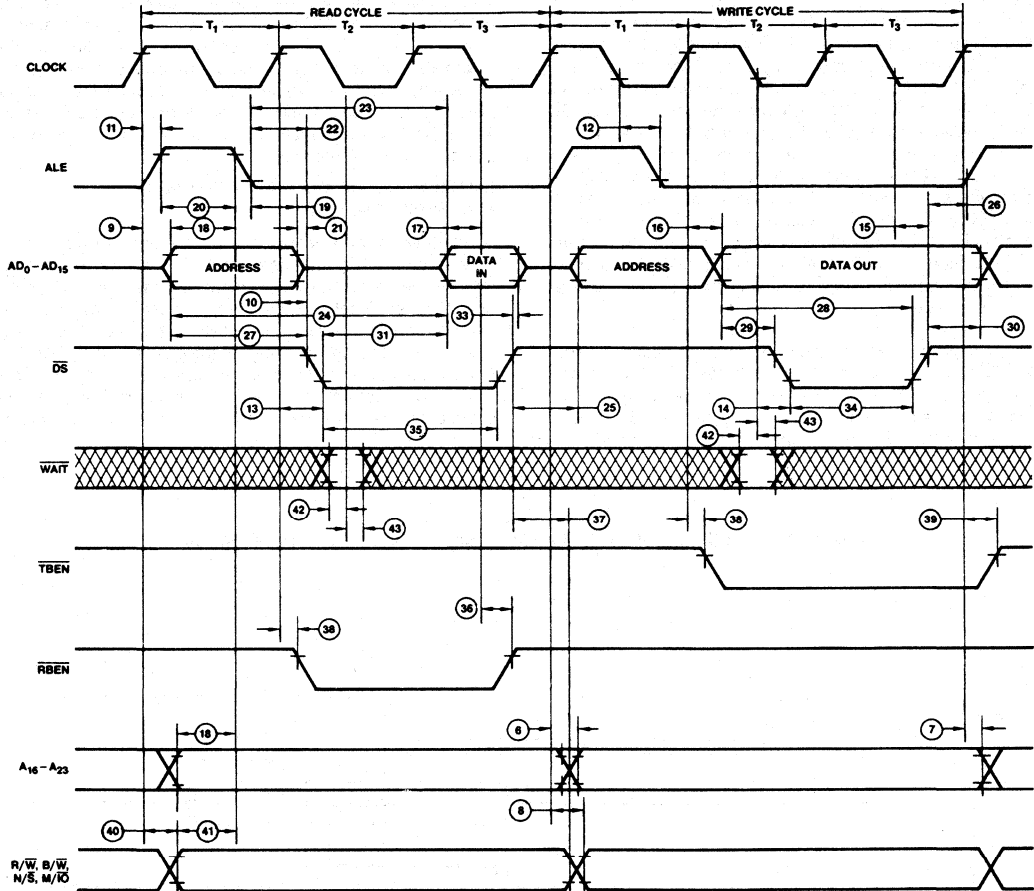 READ CYCLE WRITE CYCLE
T1 T2 T3 T1 T2 T3
CLOCK
23
11 22 12
ALE
20 19 26
9 18 21 17 16 15
AD0–AD15 ADDRESS DATA IN ADDRESS DATA OUT
10
24 33 28
27 31 29 30
DS
13 25 14 34
35 42 43
WAIT
42 43 37 38 39
TBEN
36
38
RBEN
18 6 7
A16–A23
8
40 41
R/W, B/W,
N/S, M/IO